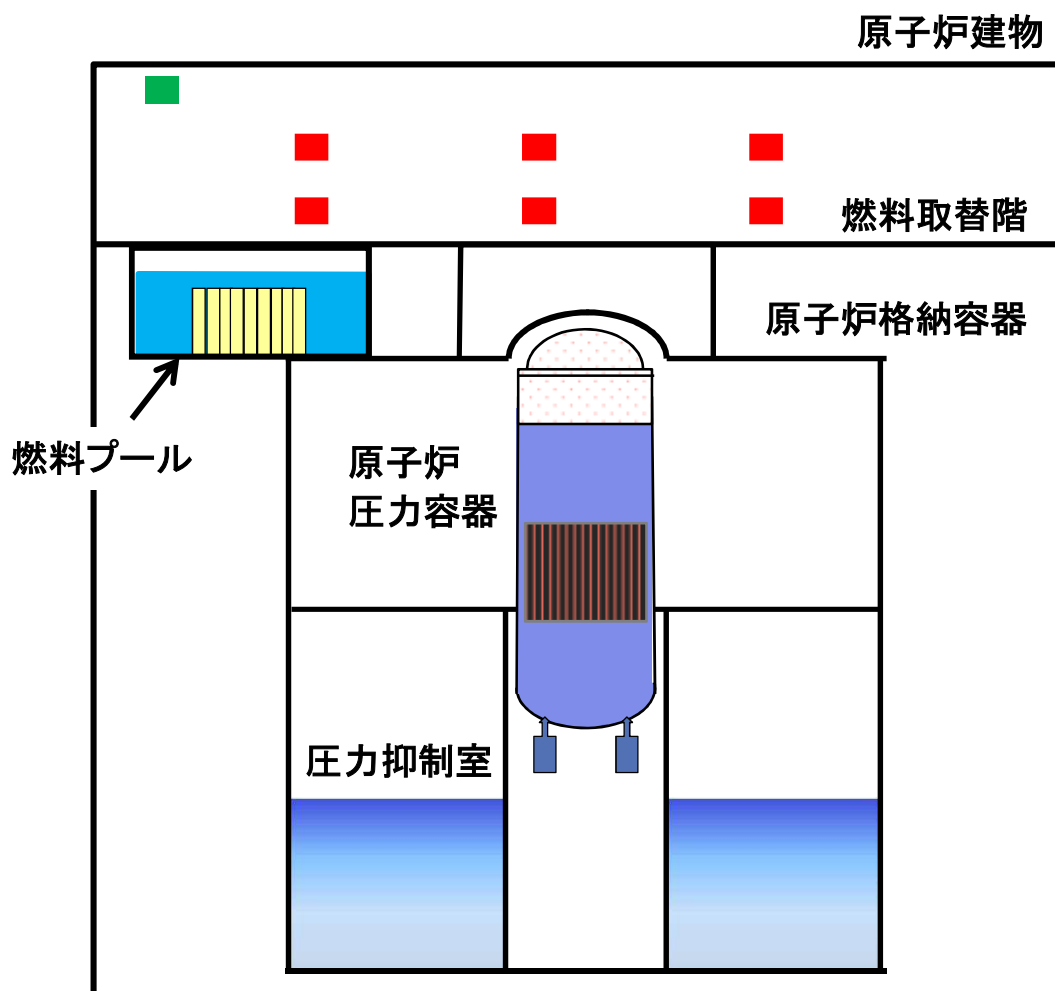 原子炉建物
燃料取替階
原子炉格納容器
燃料プール
原子炉
圧力容器
圧力抑制室